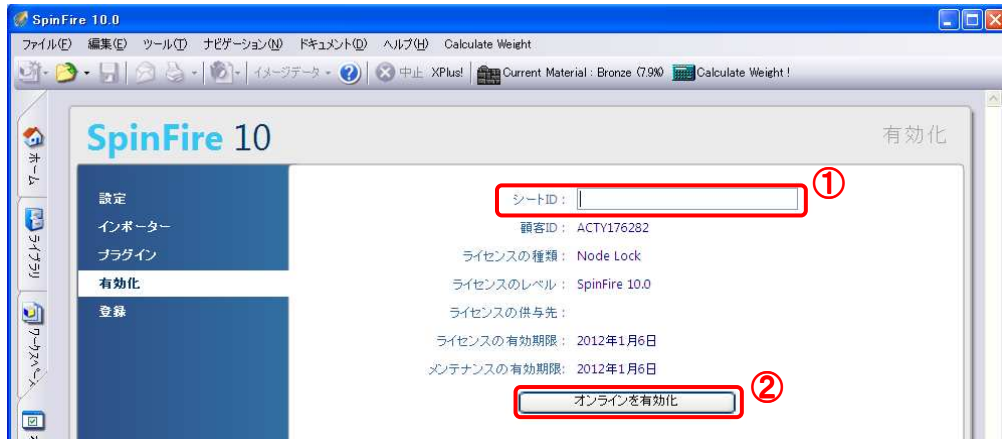 SpinFire 10.0
ファイル(F) 編集(E) ツール(T) ナビゲーション(N) ドキュメント(D) ヘルプ(H) Calculate Weight
イメージデータ 中止 XPlus! Current Material : Bronze (7.9%) Calculate Weight !
ホーム
ライブラリ
ワークスペース
SpinFire 10
有効化
設定
インポーター
プラグイン
有効化
登録
シートID : ①
顧客ID : ACTY176282
ライセンスの種類 : Node Lock
ライセンスのレベル : SpinFire 10.0
ライセンスの供与先 :
ライセンスの有効期限 : 2012年1月6日
メンテナンスの有効期限: 2012年1月6日
オンラインを有効化 ②